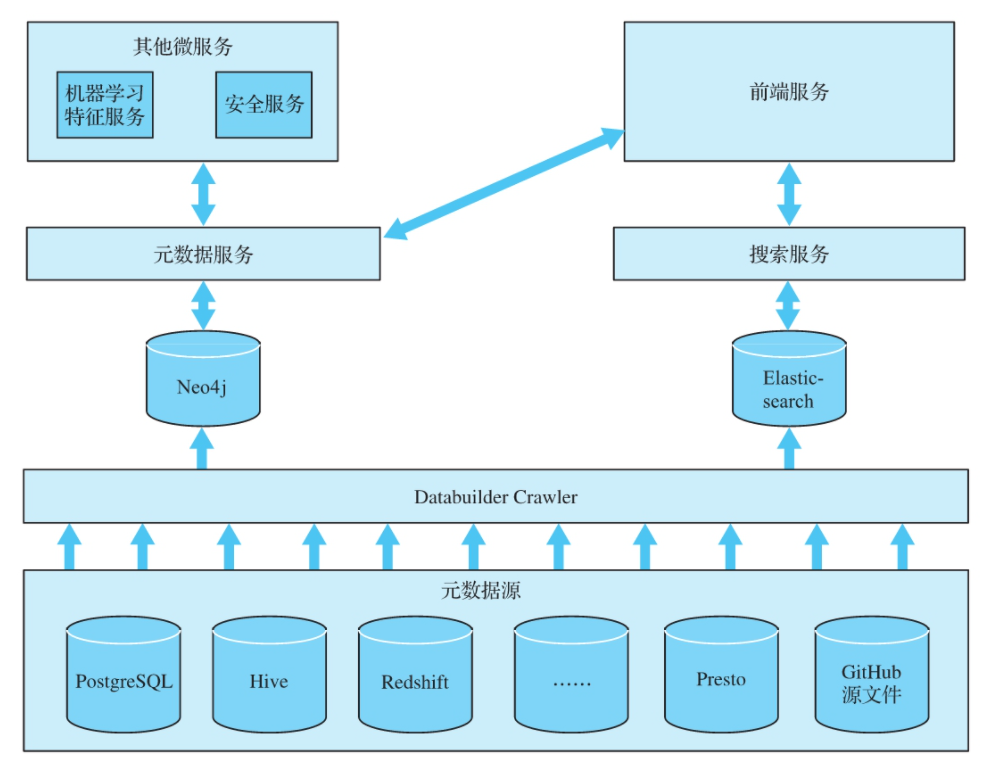 其他微服务
机器学习
特征服务
安全服务
前端服务
元数据服务
搜索服务
Neo4j
Elastic-
search
Databuilder Crawler
元数据源
PostgreSQL
Hive
Redshift
……
Presto
GitHub
源文件